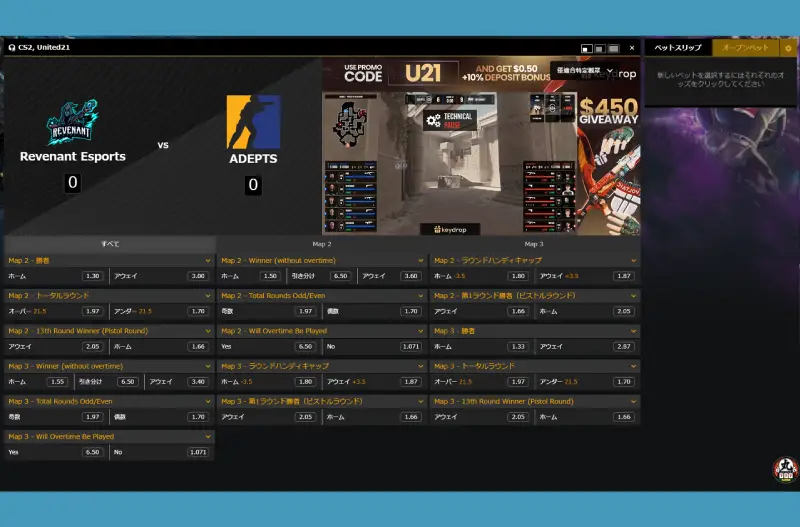 CS2, United21
ベットスリップ
オープンベット
新しいベットを選択するにはそれぞれのオッズをクリックしてください
USE PROMO
CODE
U21
AND GET $0.50
+10% DEPOSIT BONUS
keydrop
$450
GIVEAWAY
TECHNICAL
PAUSE
keydrop
REVENANT
Revenant Esports
0
vs
ADEPTS
0
すべて
Map 2
Map 3
Map 2 - 勝者
ホーム 1.30 アウェイ 3.00
Map 2 - Winner (without overtime)
ホーム 1.50 引き分け 6.50 アウェイ 3.60
Map 2 - ラウンドハンディキャップ
ホーム -3.5 1.80 アウェイ +3.5 1.87
Map 2 - トータルラウンド
オーバー 21.5 1.97 アンダー 21.5 1.70
Map 2 - Total Rounds Odd/Even
奇数 1.97 偶数 1.70
Map 2 - 第1ラウンド勝者（ピストルラウンド）
アウェイ 1.66 ホーム 2.05
Map 2 - 13th Round Winner (Pistol Round)
アウェイ 2.05 ホーム 1.66
Map 2 - Will Overtime Be Played
Yes 6.50 No 1.071
Map 3 - 勝者
ホーム 1.33 アウェイ 2.87
Map 3 - Winner (without overtime)
ホーム 1.55 引き分け 6.50 アウェイ 3.40
Map 3 - ラウンドハンディキャップ
ホーム -3.5 1.80 アウェイ +3.5 1.87
Map 3 - トータルラウンド
オーバー 21.5 1.97 アンダー 21.5 1.70
Map 3 - Total Rounds Odd/Even
奇数 1.97 偶数 1.70
Map 3 - 第1ラウンド勝者（ピストルラウンド）
アウェイ 2.05 ホーム 1.66
Map 3 - 13th Round Winner (Pistol Round)
アウェイ 2.05 ホーム 1.66
Map 3 - Will Overtime Be Played
Yes 6.50 No 1.071